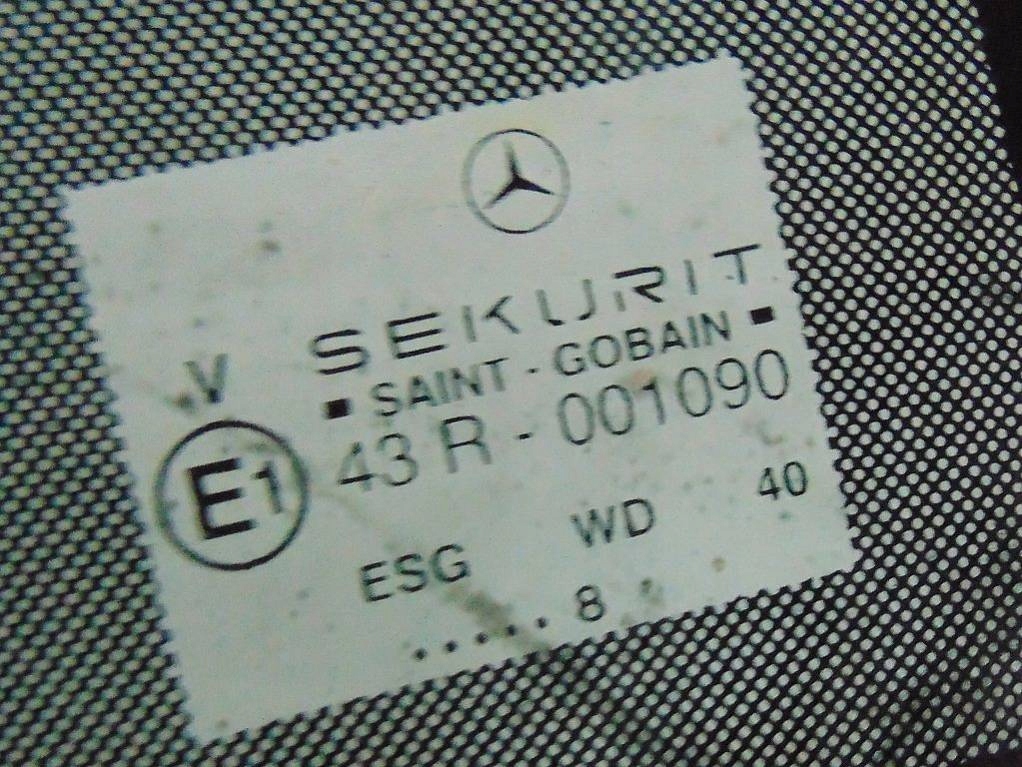 SEKURIT
▪ SAINT - GOBAIN ▪
V
E1
43 R - 001090
ESG WD 40
..... 8